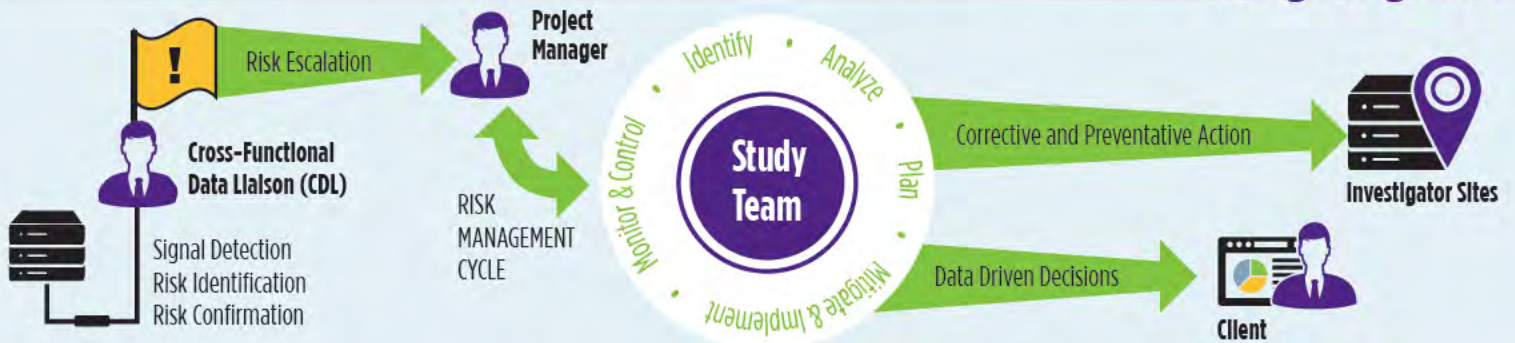 !
Risk Escalation
Project
Manager
Cross-Functional
Data Liaison (CDL)
Signal Detection
Risk Identification
Risk Confirmation
RISK
MANAGEMENT
CYCLE
Identify • Analyze • Plan • Mitigate & Implement • Monitor & Control •
Study
Team
Corrective and Preventative Action
Investigator Sites
Data Driven Decisions
Client